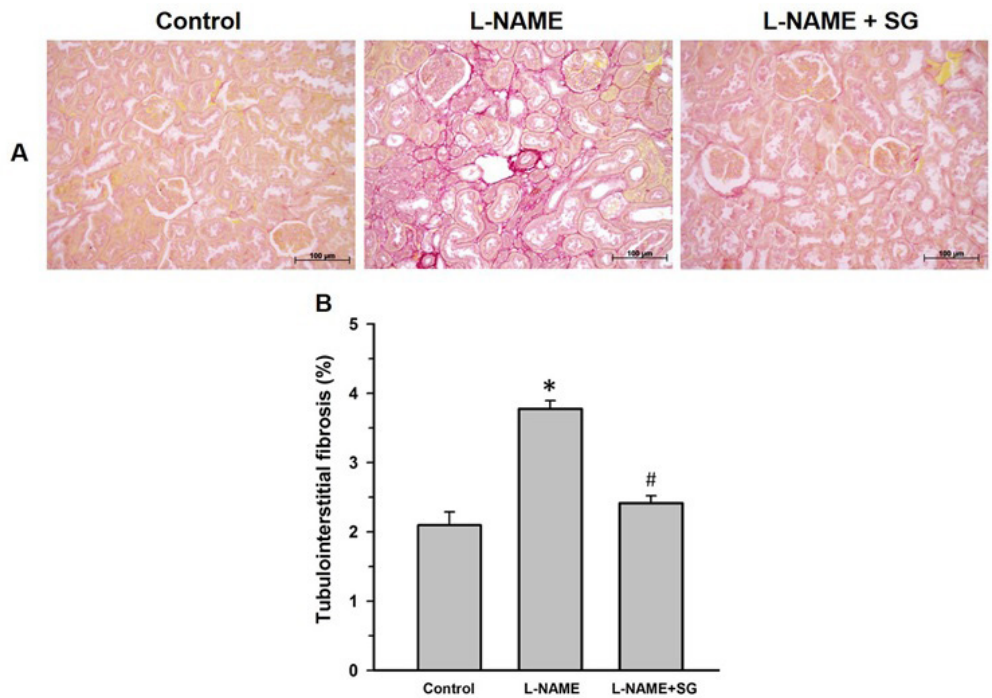 Control L-NAME L-NAME + SG
A
100 µm 100 µm 100 µm
B
Tubulointerstitial fibrosis (%)
5
4
3
2
1
0
*
#
Control L-NAME L-NAME+SG